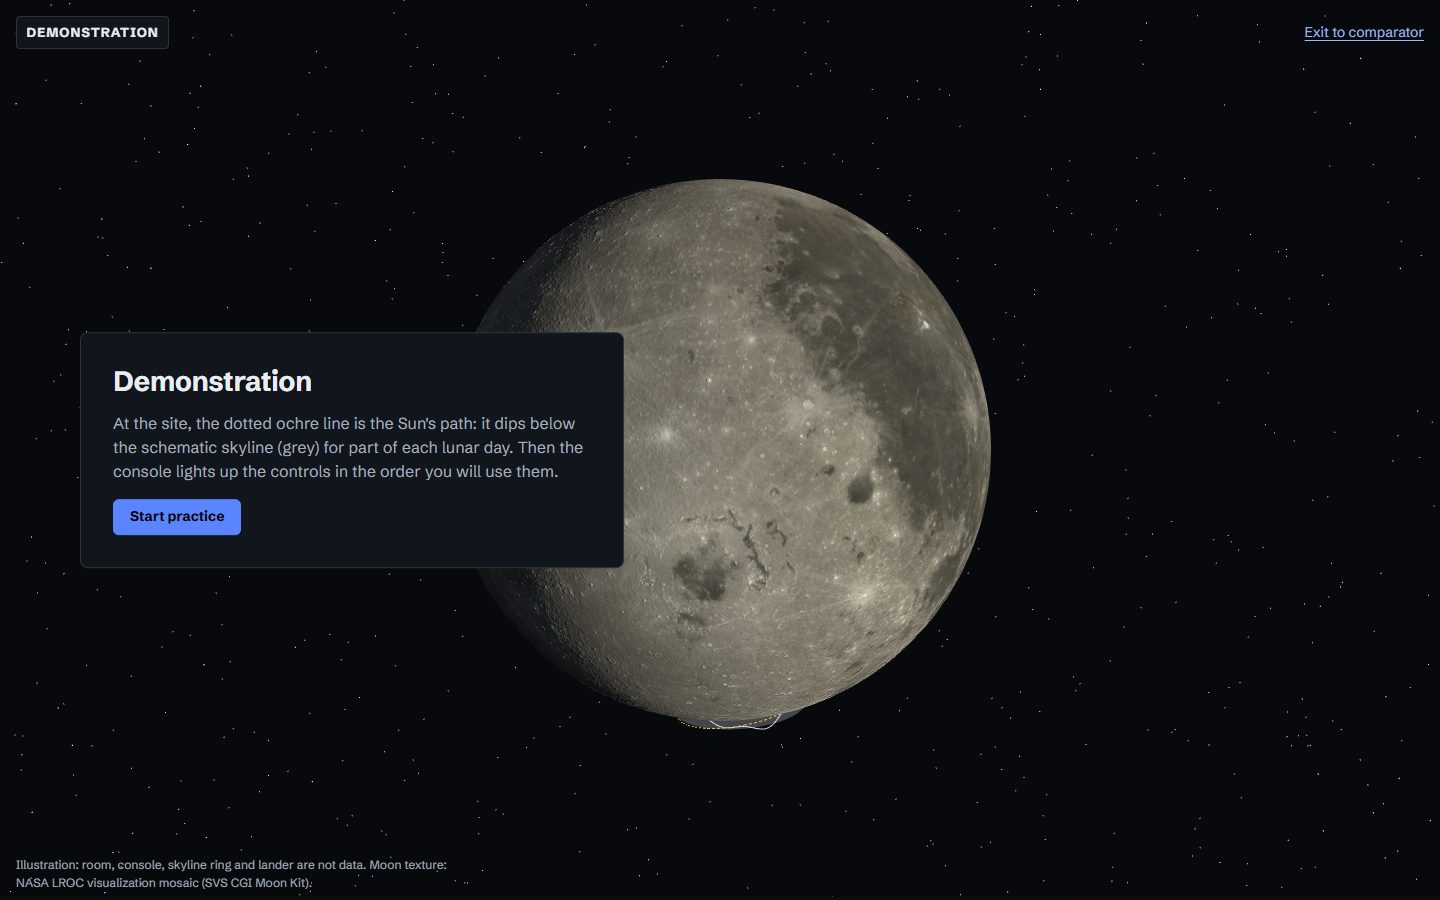 DEMONSTRATION
Exit to comparator
Demonstration
At the site, the dotted ochre line is the Sun's path: it dips below
the schematic skyline (grey) for part of each lunar day. Then the
console lights up the controls in the order you will use them.
Start practice
Illustration: room, console, skyline ring and lander are not data. Moon texture:
NASA LROC visualization mosaic (SVS CGI Moon Kit).